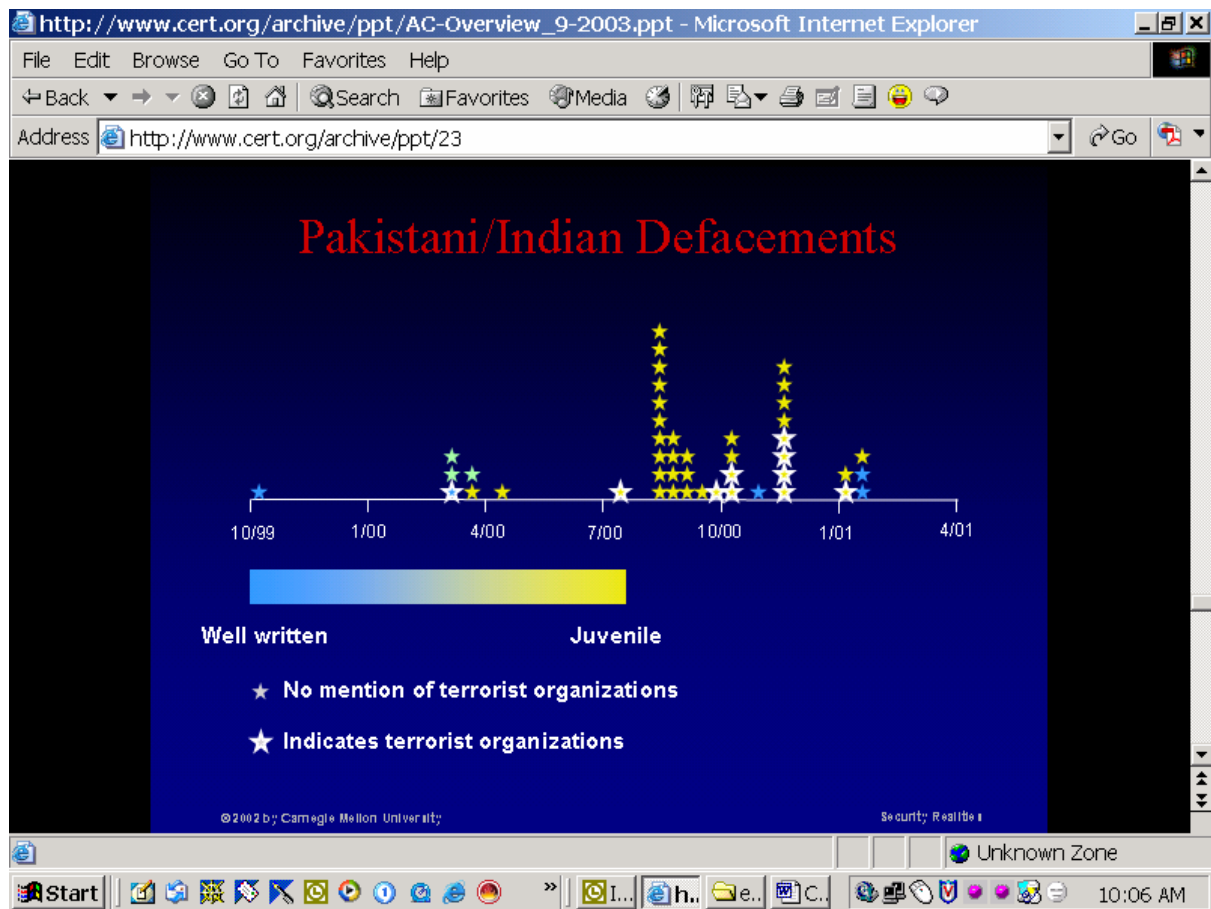 http://www.cert.org/archive/ppt/AC-Overview_9-2003.ppt - Microsoft Internet Explorer
File Edit Browse Go To Favorites Help
Back Search Favorites Media
Address http://www.cert.org/archive/ppt/23 Go
Pakistani/Indian Defacements
10/99 1/00 4/00 7/00 10/00 1/01 4/01
Well written Juvenile
No mention of terrorist organizations
Indicates terrorist organizations
©2002 by Carnegie Mellon University Security Realities
Unknown Zone
Start » I... h.. e.. C.. 10:06 AM